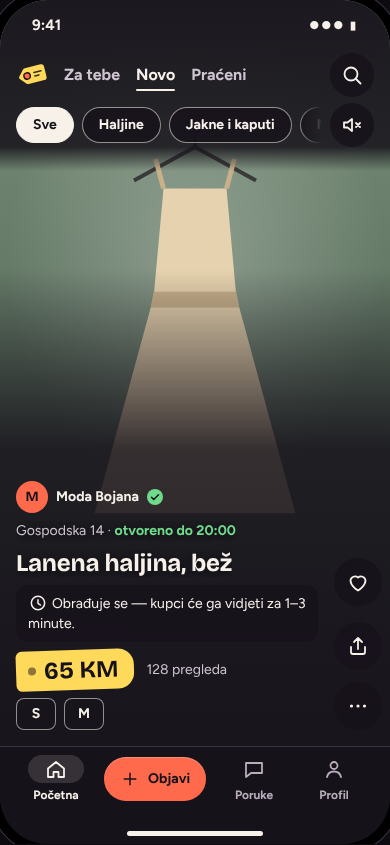 9:41
Za tebe Novo Praćeni
Sve Haljine Jakne i kaputi
M Moda Bojana
Gospodska 14 · otvoreno do 20:00
Lanena haljina, bež
Obrađuje se — kupci će ga vidjeti za 1–3
minute.
65 KM 128 pregleda
S M
Početna + Objavi Poruke Profil